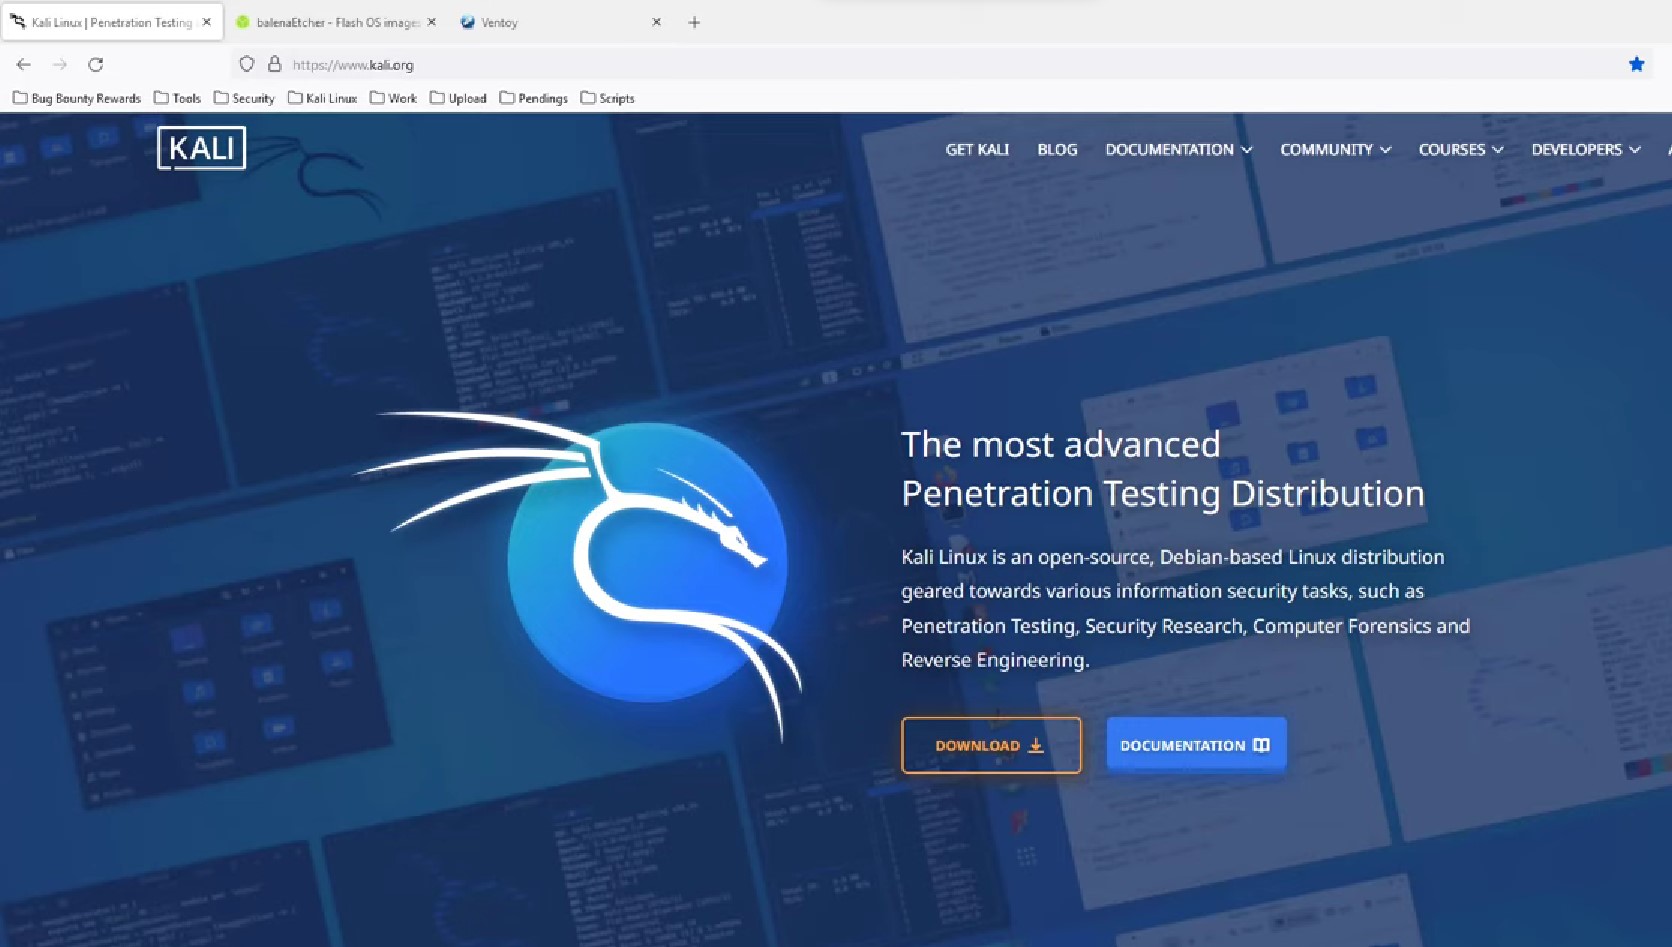 Kali Linux | Penetration Testing
balenaEtcher - Flash OS images
Ventoy
https://www.kali.org
Bug Bounty Rewards
Tools
Security
Kali Linux
Work
Upload
Pendings
Scripts
KALI
GET KALI
BLOG
DOCUMENTATION
COMMUNITY
COURSES
DEVELOPERS
The most advanced
Penetration Testing Distribution
Kali Linux is an open-source, Debian-based Linux distribution
geared towards various information security tasks, such as
Penetration Testing, Security Research, Computer Forensics and
Reverse Engineering.
DOWNLOAD
DOCUMENTATION